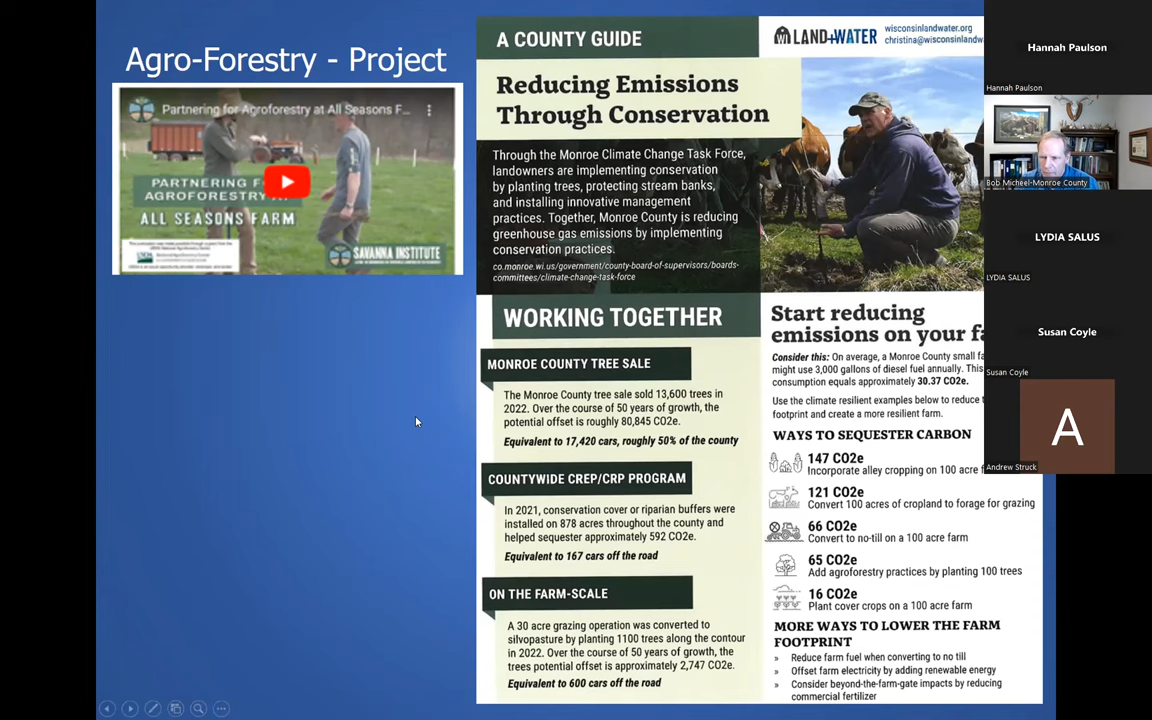 Agro-Forestry - Project
Partnering for Agroforestry at All Seasons F...
PARTNERING F
AGROFORESTRY
ALL SEASONS FARM
USDA
SAVANNA INSTITUTE
A COUNTY GUIDE
LAND+WATER
wisconsinlandwater.org
christina@wisconsinlandw
Reducing Emissions
Through Conservation
Through the Monroe Climate Change Task Force,
landowners are implementing conservation
by planting trees, protecting stream banks,
and installing innovative management
practices. Together, Monroe County is reducing
greenhouse gas emissions by implementing
conservation practices.
co.monroe.wi.us/government/county-board-of-supervisors/boards-
committees/climate-change-task-force
WORKING TOGETHER
MONROE COUNTY TREE SALE
The Monroe County tree sale sold 13,600 trees in
2022. Over the course of 50 years of growth, the
potential offset is roughly 80,845 CO2e.
Equivalent to 17,420 cars, roughly 50% of the county
COUNTYWIDE CREP/CRP PROGRAM
In 2021, conservation cover or riparian buffers were
installed on 878 acres throughout the county and
helped sequester approximately 592 CO2e.
Equivalent to 167 cars off the road
ON THE FARM-SCALE
A 30 acre grazing operation was converted to
silvopasture by planting 1100 trees along the contour
in 2022. Over the course of 50 years of growth, the
trees potential offset is approximately 2,747 CO2e.
Equivalent to 600 cars off the road
Start reducing
emissions on your fa
Consider this: On average, a Monroe County small fa
might use 3,000 gallons of diesel fuel annually. This
consumption equals approximately 30.37 CO2e.
Use the climate resilient examples below to reduce t
footprint and create a more resilient farm.
WAYS TO SEQUESTER CARBON
147 CO2e
Incorporate alley cropping on 100 acre f
121 CO2e
Convert 100 acres of cropland to forage for grazing
66 CO2e
Convert to no-till on a 100 acre farm
65 CO2e
Add agroforestry practices by planting 100 trees
16 CO2e
Plant cover crops on a 100 acre farm
MORE WAYS TO LOWER THE FARM
FOOTPRINT
» Reduce farm fuel when converting to no till
» Offset farm electricity by adding renewable energy
» Consider beyond-the-farm-gate impacts by reducing
commercial fertilizer
Hannah Paulson
Hannah Paulson
Bob Micheel-Monroe County
LYDIA SALUS
LYDIA SALUS
Susan Coyle
Susan Coyle
A
Andrew Struck